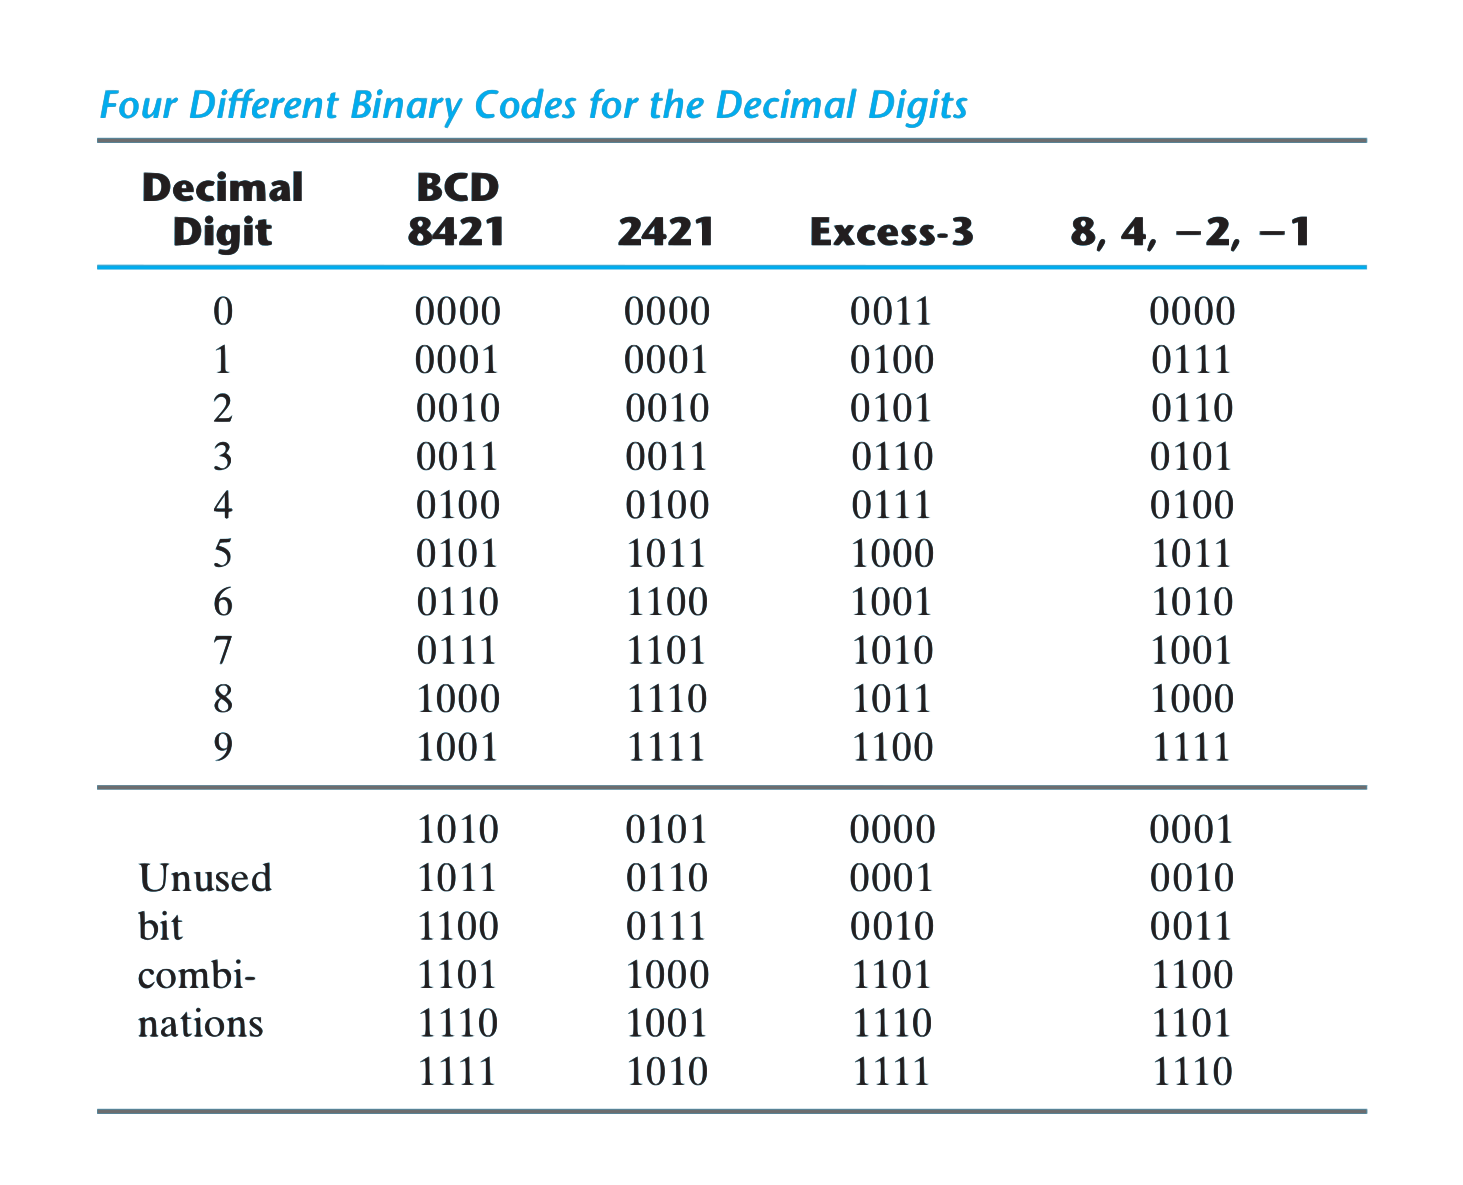 Four Different Binary Codes for the Decimal Digits
Decimal BCD
Digit 8421 2421 Excess-3 8, 4, −2, −1
0 0000 0000 0011 0000
1 0001 0001 0100 0111
2 0010 0010 0101 0110
3 0011 0011 0110 0101
4 0100 0100 0111 0100
5 0101 1011 1000 1011
6 0110 1100 1001 1010
7 0111 1101 1010 1001
8 1000 1110 1011 1000
9 1001 1111 1100 1111
1010 0101 0000 0001
Unused 1011 0110 0001 0010
bit 1100 0111 0010 0011
combi- 1101 1000 1101 1100
nations 1110 1001 1110 1101
1111 1010 1111 1110